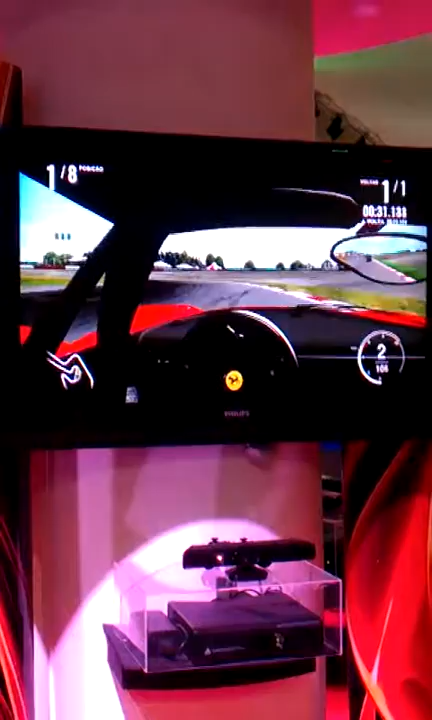 1/8 POSIÇÃO
VOLTAS 1/1
00:31.138
2
106
PHILIPS